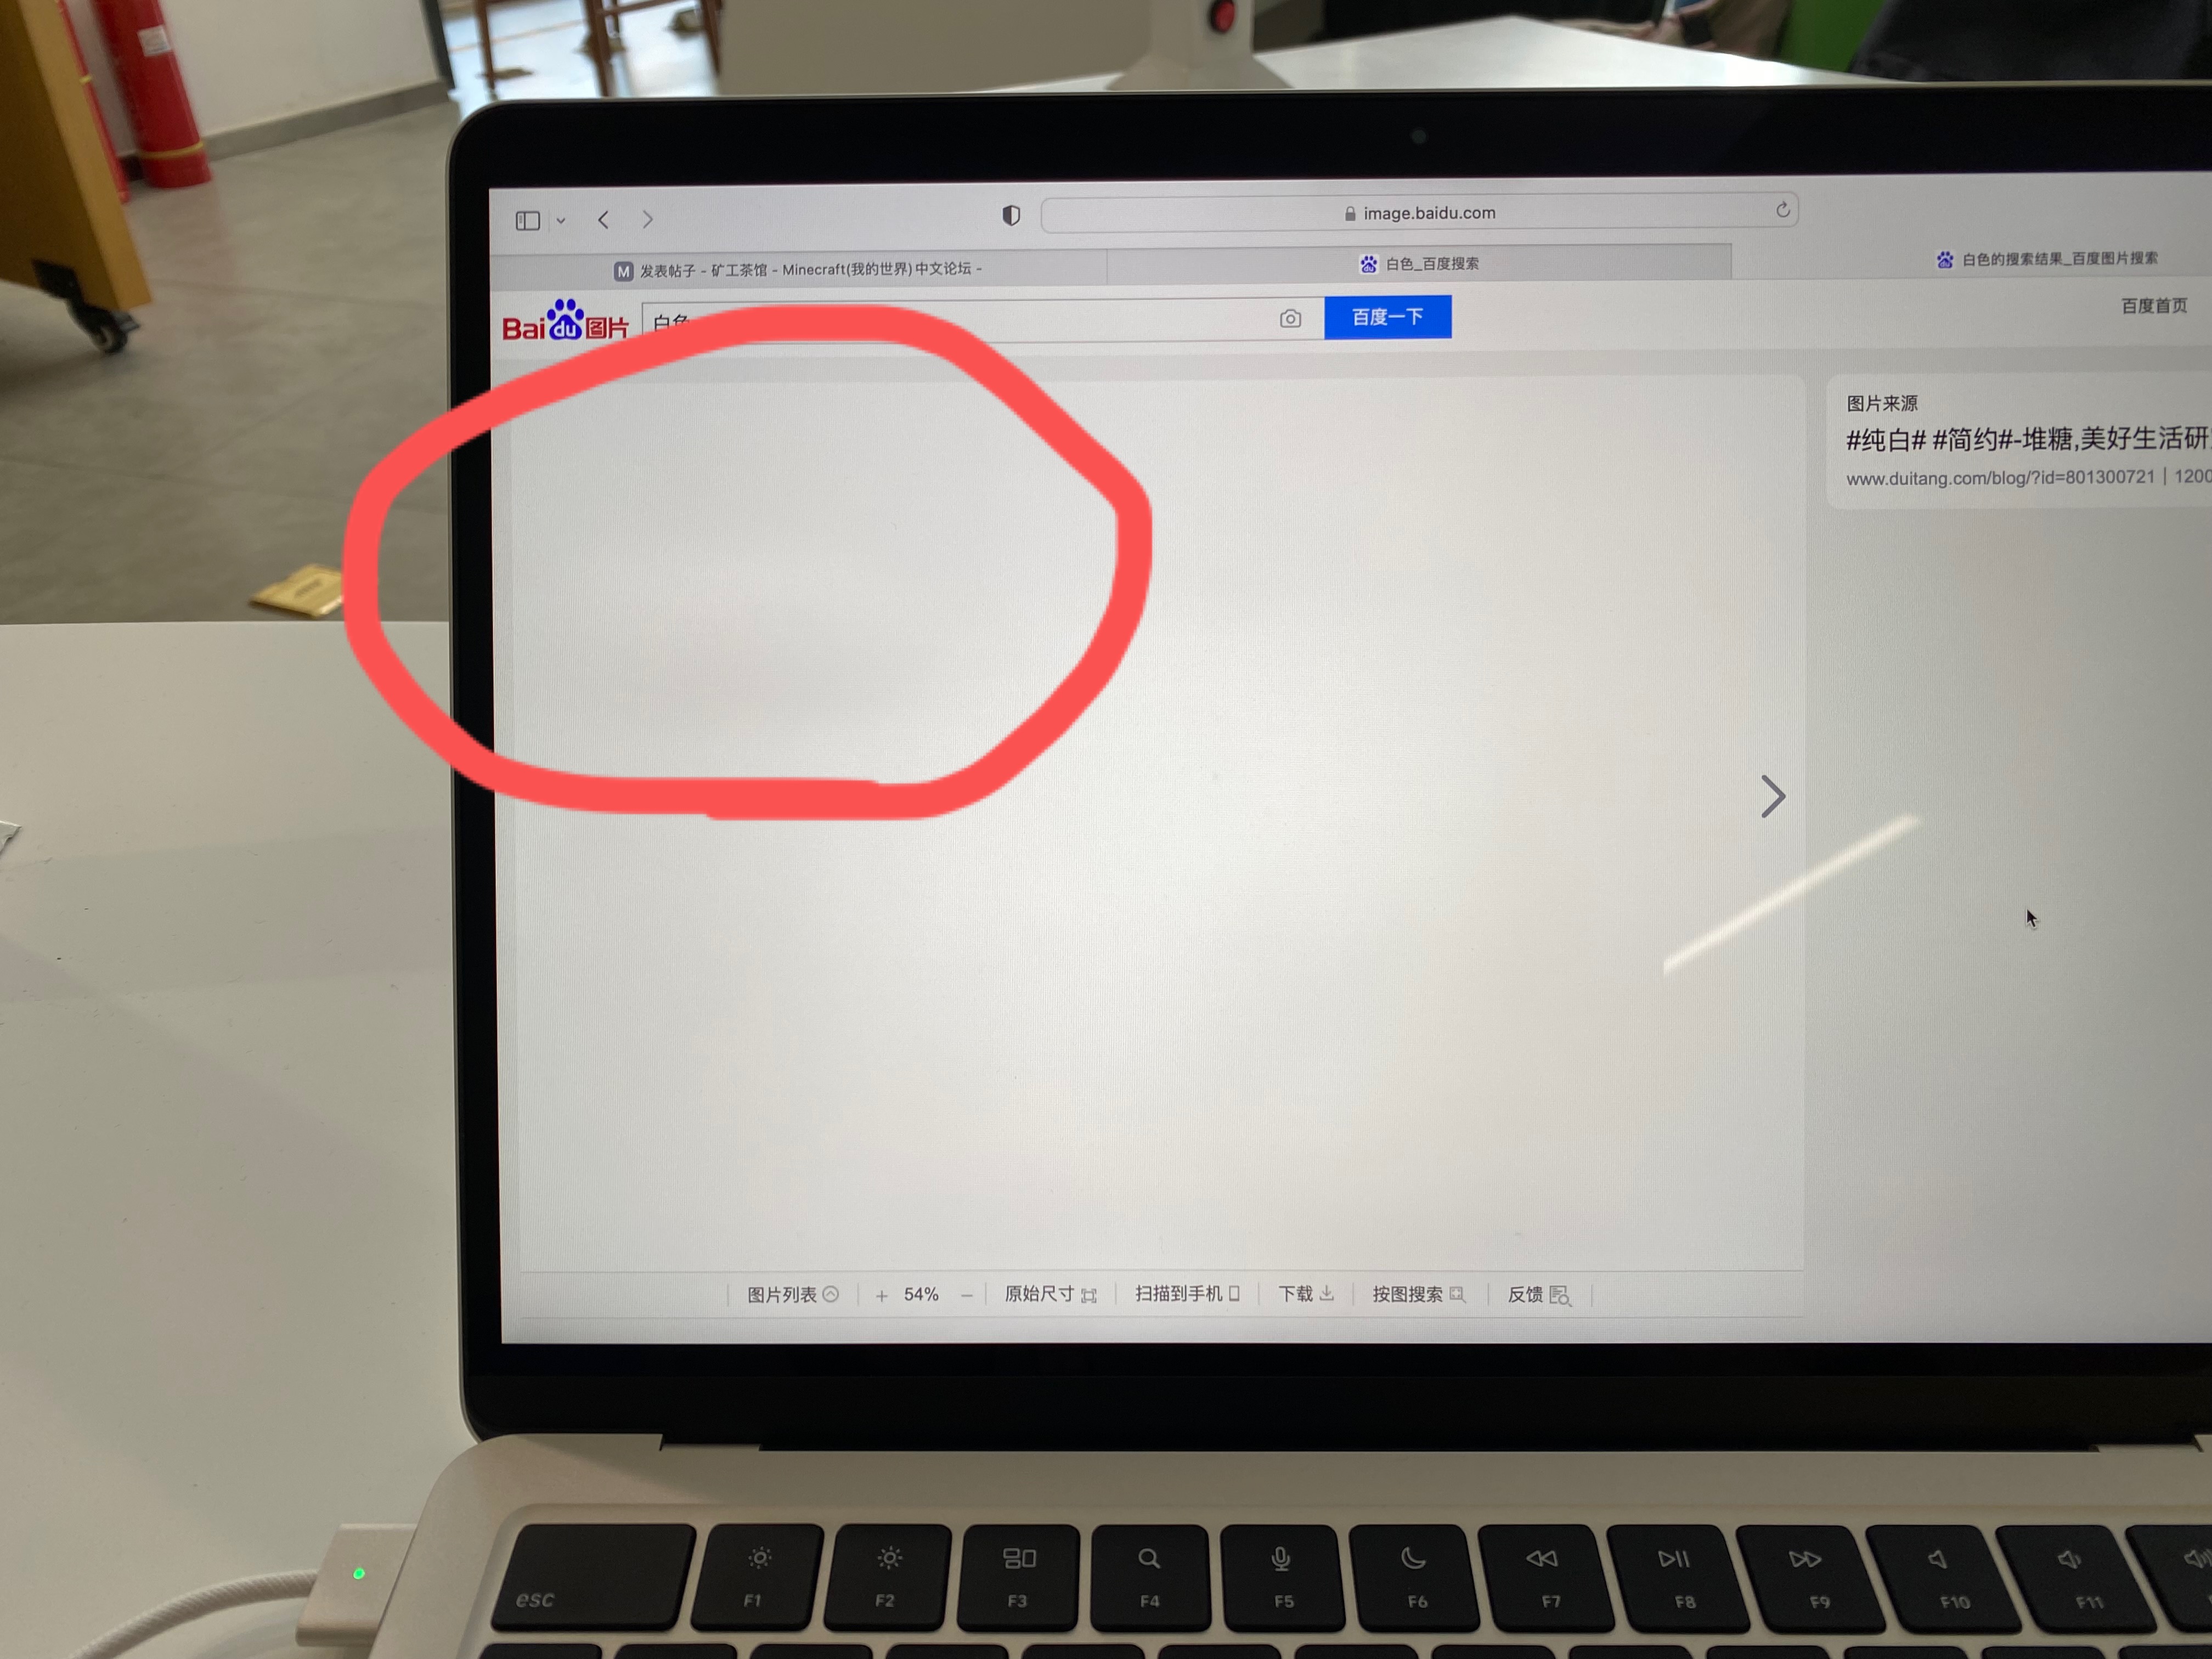 image.baidu.com
M 发表帖子 - 矿工茶馆 - Minecraft(我的世界)中文论坛 -
白色_百度搜索
白色的搜索结果_百度图片搜索
Bai du 图片
白色
百度一下
百度首页
图片来源
#纯白# #简约#-堆糖,美好生活研
www.duitang.com/blog/?id=801300721 | 1200
图片列表
+ 54% −
原始尺寸
扫描到手机
下载
按图搜索
反馈
esc
F1
F2
F3
F4
F5
F6
F7
F8
F9
F10
F11